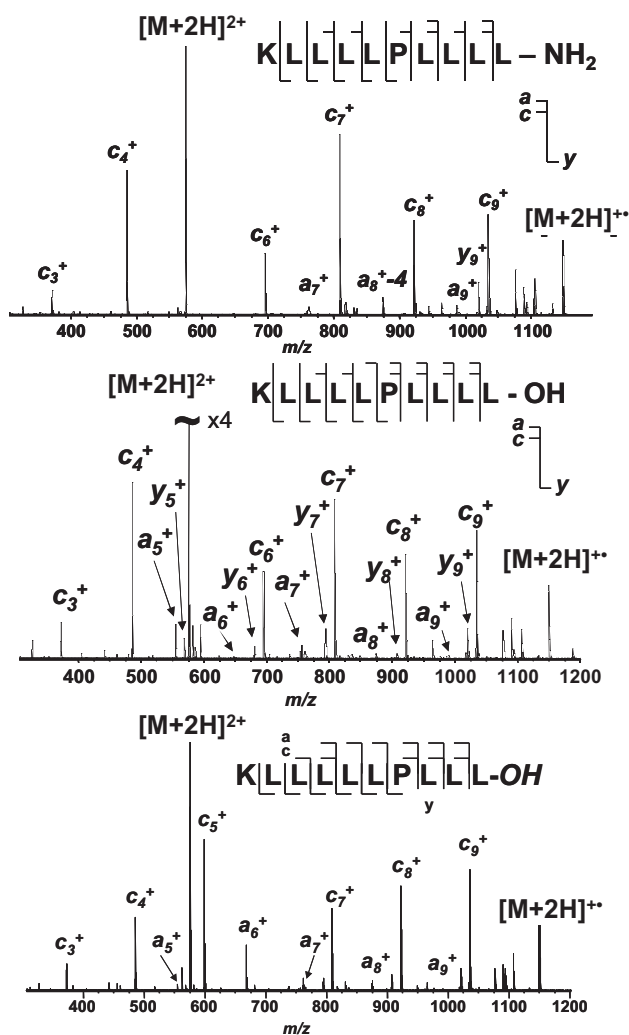 [M+2H]2+
KLLLLPLLLL – NH2
a
c
y
c7+
c4+
c8+
c9+
[M+2H]+•
c6+
y9+
c3+
a7+
a8+-4
a9+
400 500 600 700 800 900 1000 1100
m/z
[M+2H]2+
KLLLLPLLLL - OH
x4
a
c
y
c4+
y5+
c7+
y7+
c9+
a5+
c6+
c8+
y6+
a7+
y8+
y9+
[M+2H]+•
c3+
a6+
a8+
a9+
400 500 600 700 800 900 1000 1100 1200
m/z
[M+2H]2+
a
c
KLLLLLPLLL-OH
y
c5+
c9+
c8+
c4+
c7+
[M+2H]+•
a6+
c3+
a5+
a7+
a8+
a9+
400 500 600 700 800 900 1000 1100 1200
m/z